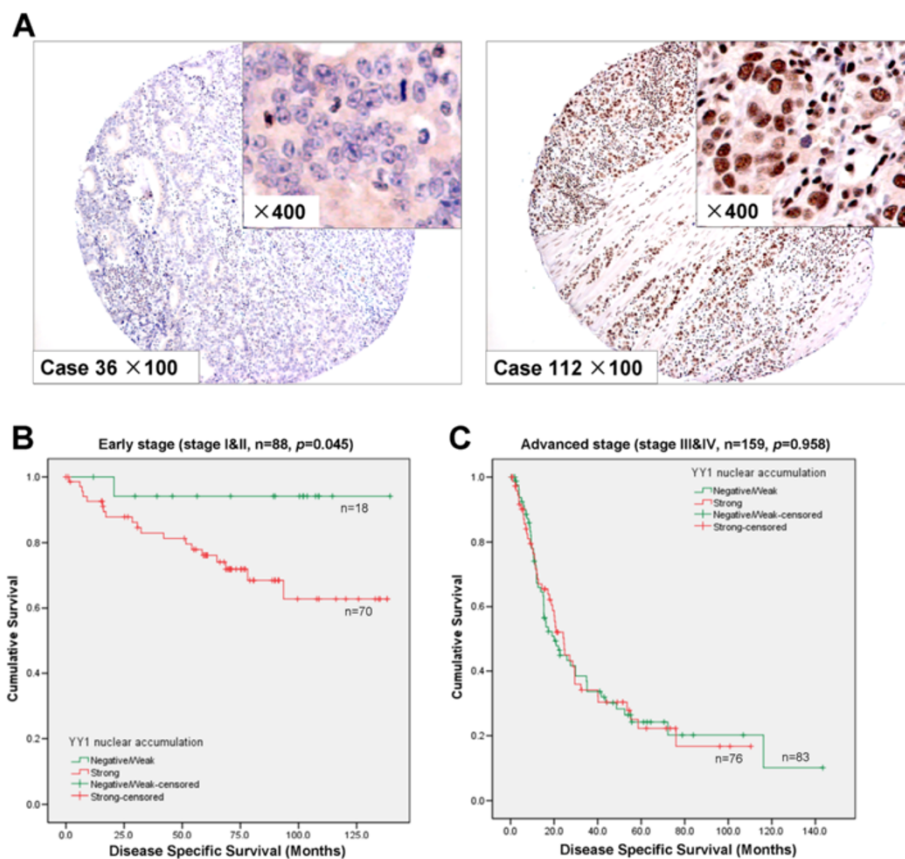 A
×400
Case 36 ×100
×400
Case 112 ×100
B
Early stage (stage I&II, n=88, p=0.045)
Cumulative Survival
1.0
0.8
0.6
0.4
0.2
0.0
n=18
n=70
YY1 nuclear accumulation
Negative/Weak
Strong
Negative/Weak-censored
Strong-censored
0.0 25.0 50.0 75.0 100.0 125.0
Disease Specific Survival (Months)
C
Advanced stage (stage III&IV, n=159, p=0.958)
YY1 nuclear accumulation
Negative/Weak
Strong
Negative/Weak-censored
Strong-censored
Cumulative Survival
1.0
0.8
0.6
0.4
0.2
0.0
n=76 n=83
0.0 20.0 40.0 60.0 80.0 100.0 120.0 140.0
Disease Specific Survival (Months)